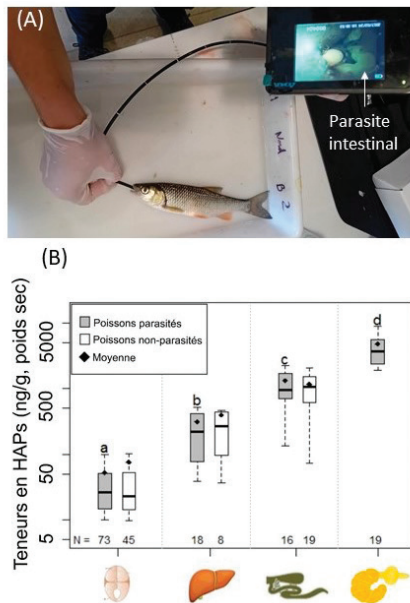 (A)
Parasite
intestinal
B 2
(B)
Teneurs en HAPs (ng/g, poids sec)
5000
500
50
5
Poissons parasités
Poissons non-parasités
Moyenne
a
b
c
d
N = 73 45 18 8 16 19 19